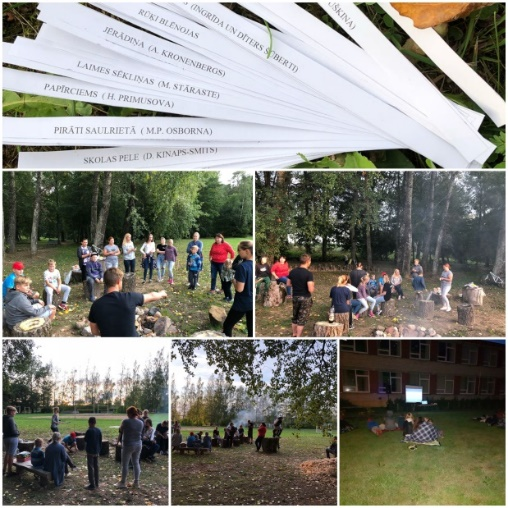 UŠĶINA)
(INGRĪDA UN DĪTERS ŠUBERTI)
RŪĶI BLĒŅOJAS
JĒRĀDIŅA (A. KRONENBERGS)
LAIMES SĒKLIŅAS (M. STĀRASTE)
PAPĪRCIEMS ( H. PRIMUSOVA)
PIRĀTI SAULRIETĀ ( M.P. OSBORNA)
SKOLAS PELE (D. KINAPS-SMITS)